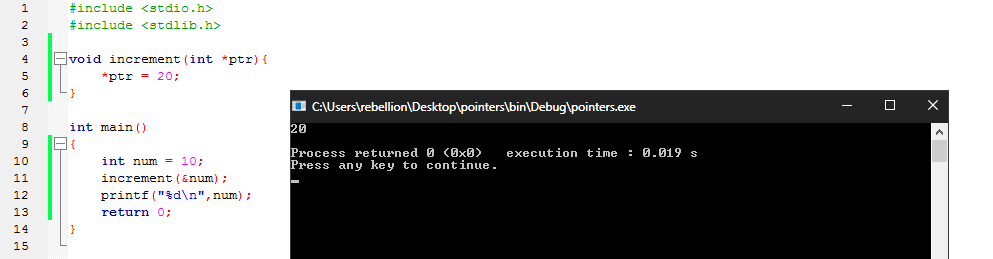 1 #include <stdio.h>
2 #include <stdlib.h>
3
4 void increment(int *ptr){
5 *ptr = 20;
6 }
7
8 int main()
9 {
10 int num = 10;
11 increment(&num);
12 printf("%d\n",num);
13 return 0;
14 }
15
C:\Users\rebellion\Desktop\pointers\bin\Debug\pointers.exe
20
Process returned 0 (0x0) execution time : 0.019 s
Press any key to continue.